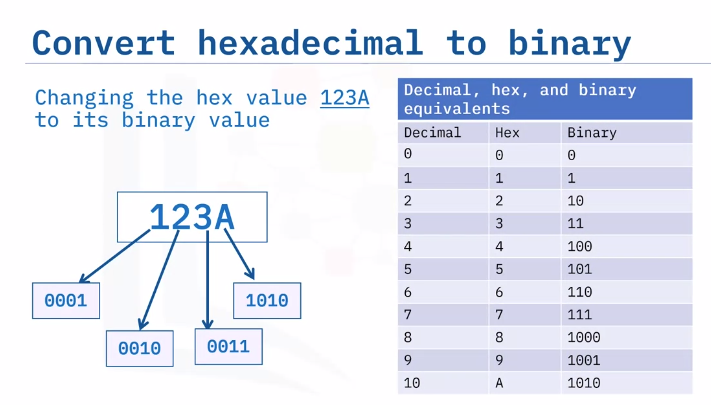 Convert hexadecimal to binary
Changing the hex value 123A
to its binary value
123A
0001
0010
0011
1010
Decimal, hex, and binary
equivalents
Decimal Hex Binary
0 0 0
1 1 1
2 2 10
3 3 11
4 4 100
5 5 101
6 6 110
7 7 111
8 8 1000
9 9 1001
10 A 1010